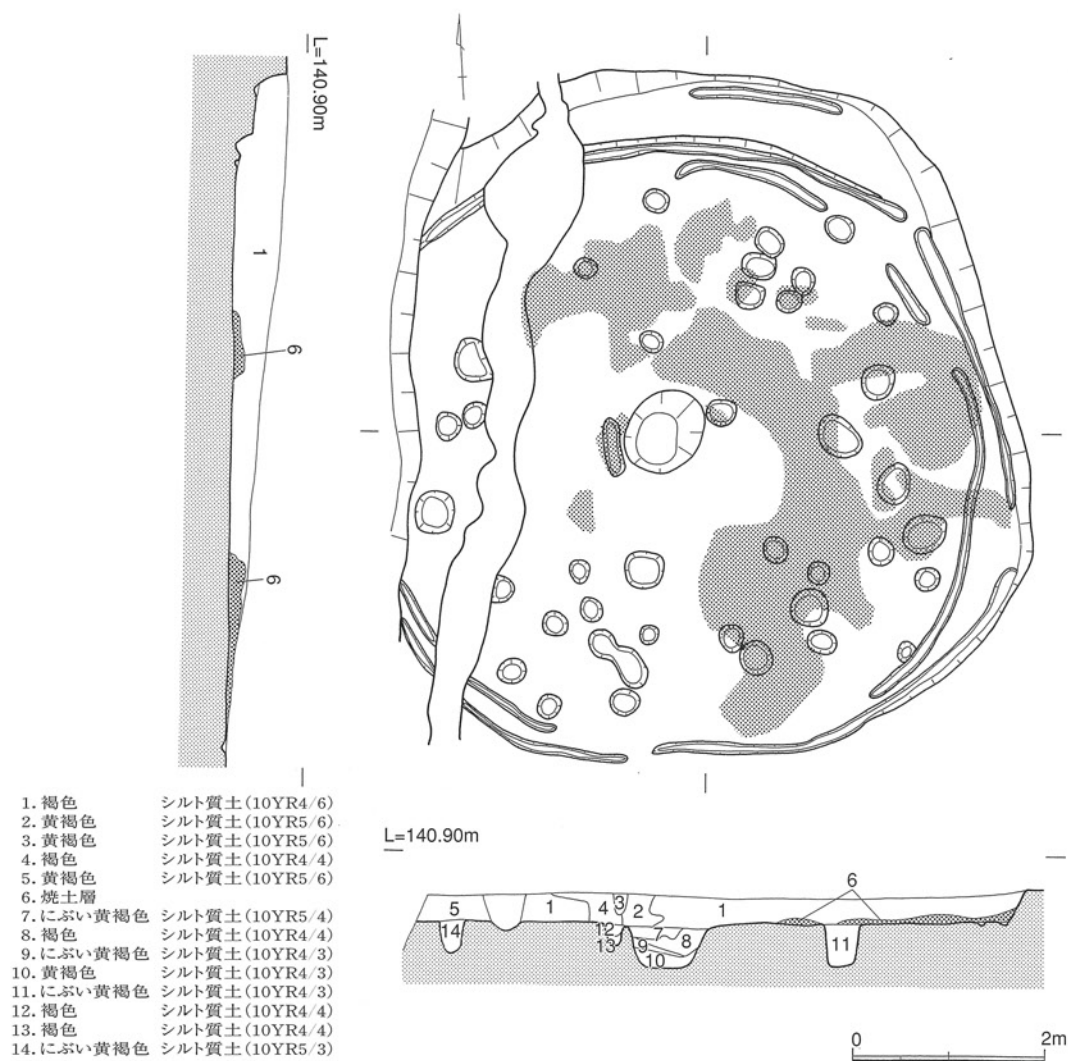 L=140.90m
1
6
6
1.褐色 シルト質土(10YR4/6)
2.黄褐色 シルト質土(10YR5/6)
3.黄褐色 シルト質土(10YR5/6)
4.褐色 シルト質土(10YR4/4)
5.黄褐色 シルト質土(10YR5/6)
6.焼土層
7.にぶい黄褐色 シルト質土(10YR5/4)
8.褐色 シルト質土(10YR4/4)
9.にぶい黄褐色 シルト質土(10YR4/3)
10.黄褐色 シルト質土(10YR4/3)
11.にぶい黄褐色 シルト質土(10YR4/3)
12.褐色 シルト質土(10YR4/4)
13.褐色 シルト質土(10YR4/4)
14.にぶい黄褐色 シルト質土(10YR5/3)
L=140.90m
6
5 1 4 3 2 1
14 12 7 8 11
13 9
10
0 2m